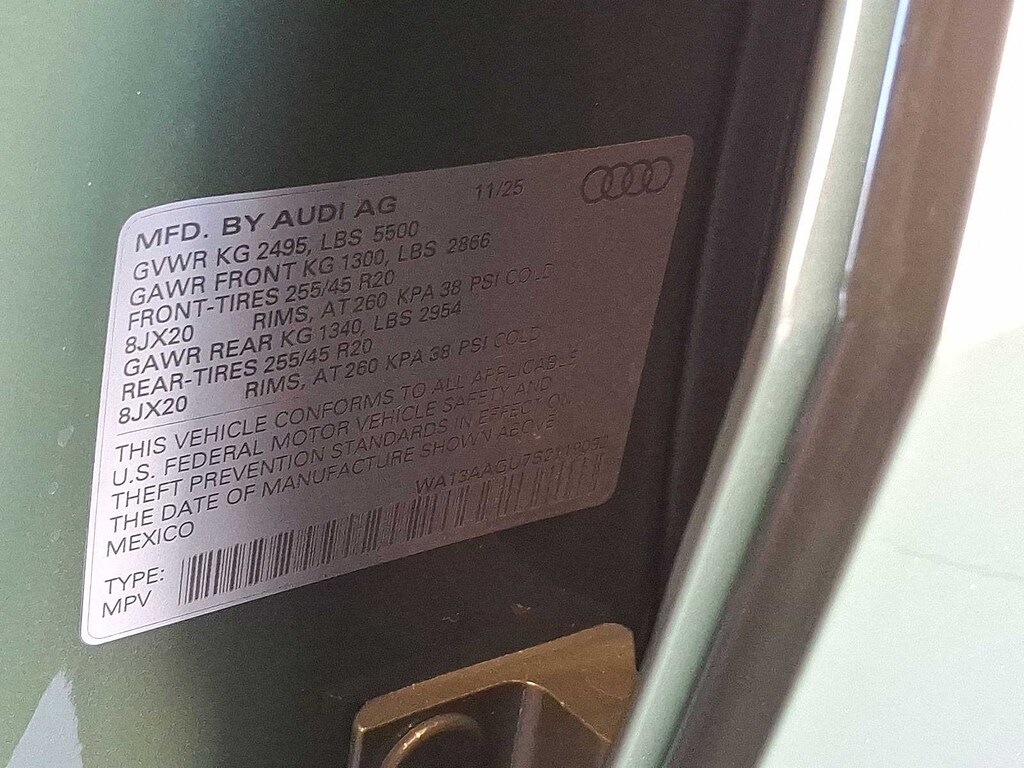 MFD. BY AUDI AG 11/25
GVWR KG 2495, LBS 5500
GAWR FRONT KG 1300, LBS 2866
FRONT-TIRES 255/45 R20
8JX20 RIMS, AT 260 KPA 38 PSI COLD
GAWR REAR KG 1340, LBS 2954
REAR-TIRES 255/45 R20
8JX20 RIMS, AT 260 KPA 38 PSI COLD
THIS VEHICLE CONFORMS TO ALL APPLICABLE
U.S. FEDERAL MOTOR VEHICLE SAFETY AND
THEFT PREVENTION STANDARDS IN EFFECT ON
THE DATE OF MANUFACTURE SHOWN ABOVE
MEXICO
TYPE:
MPV